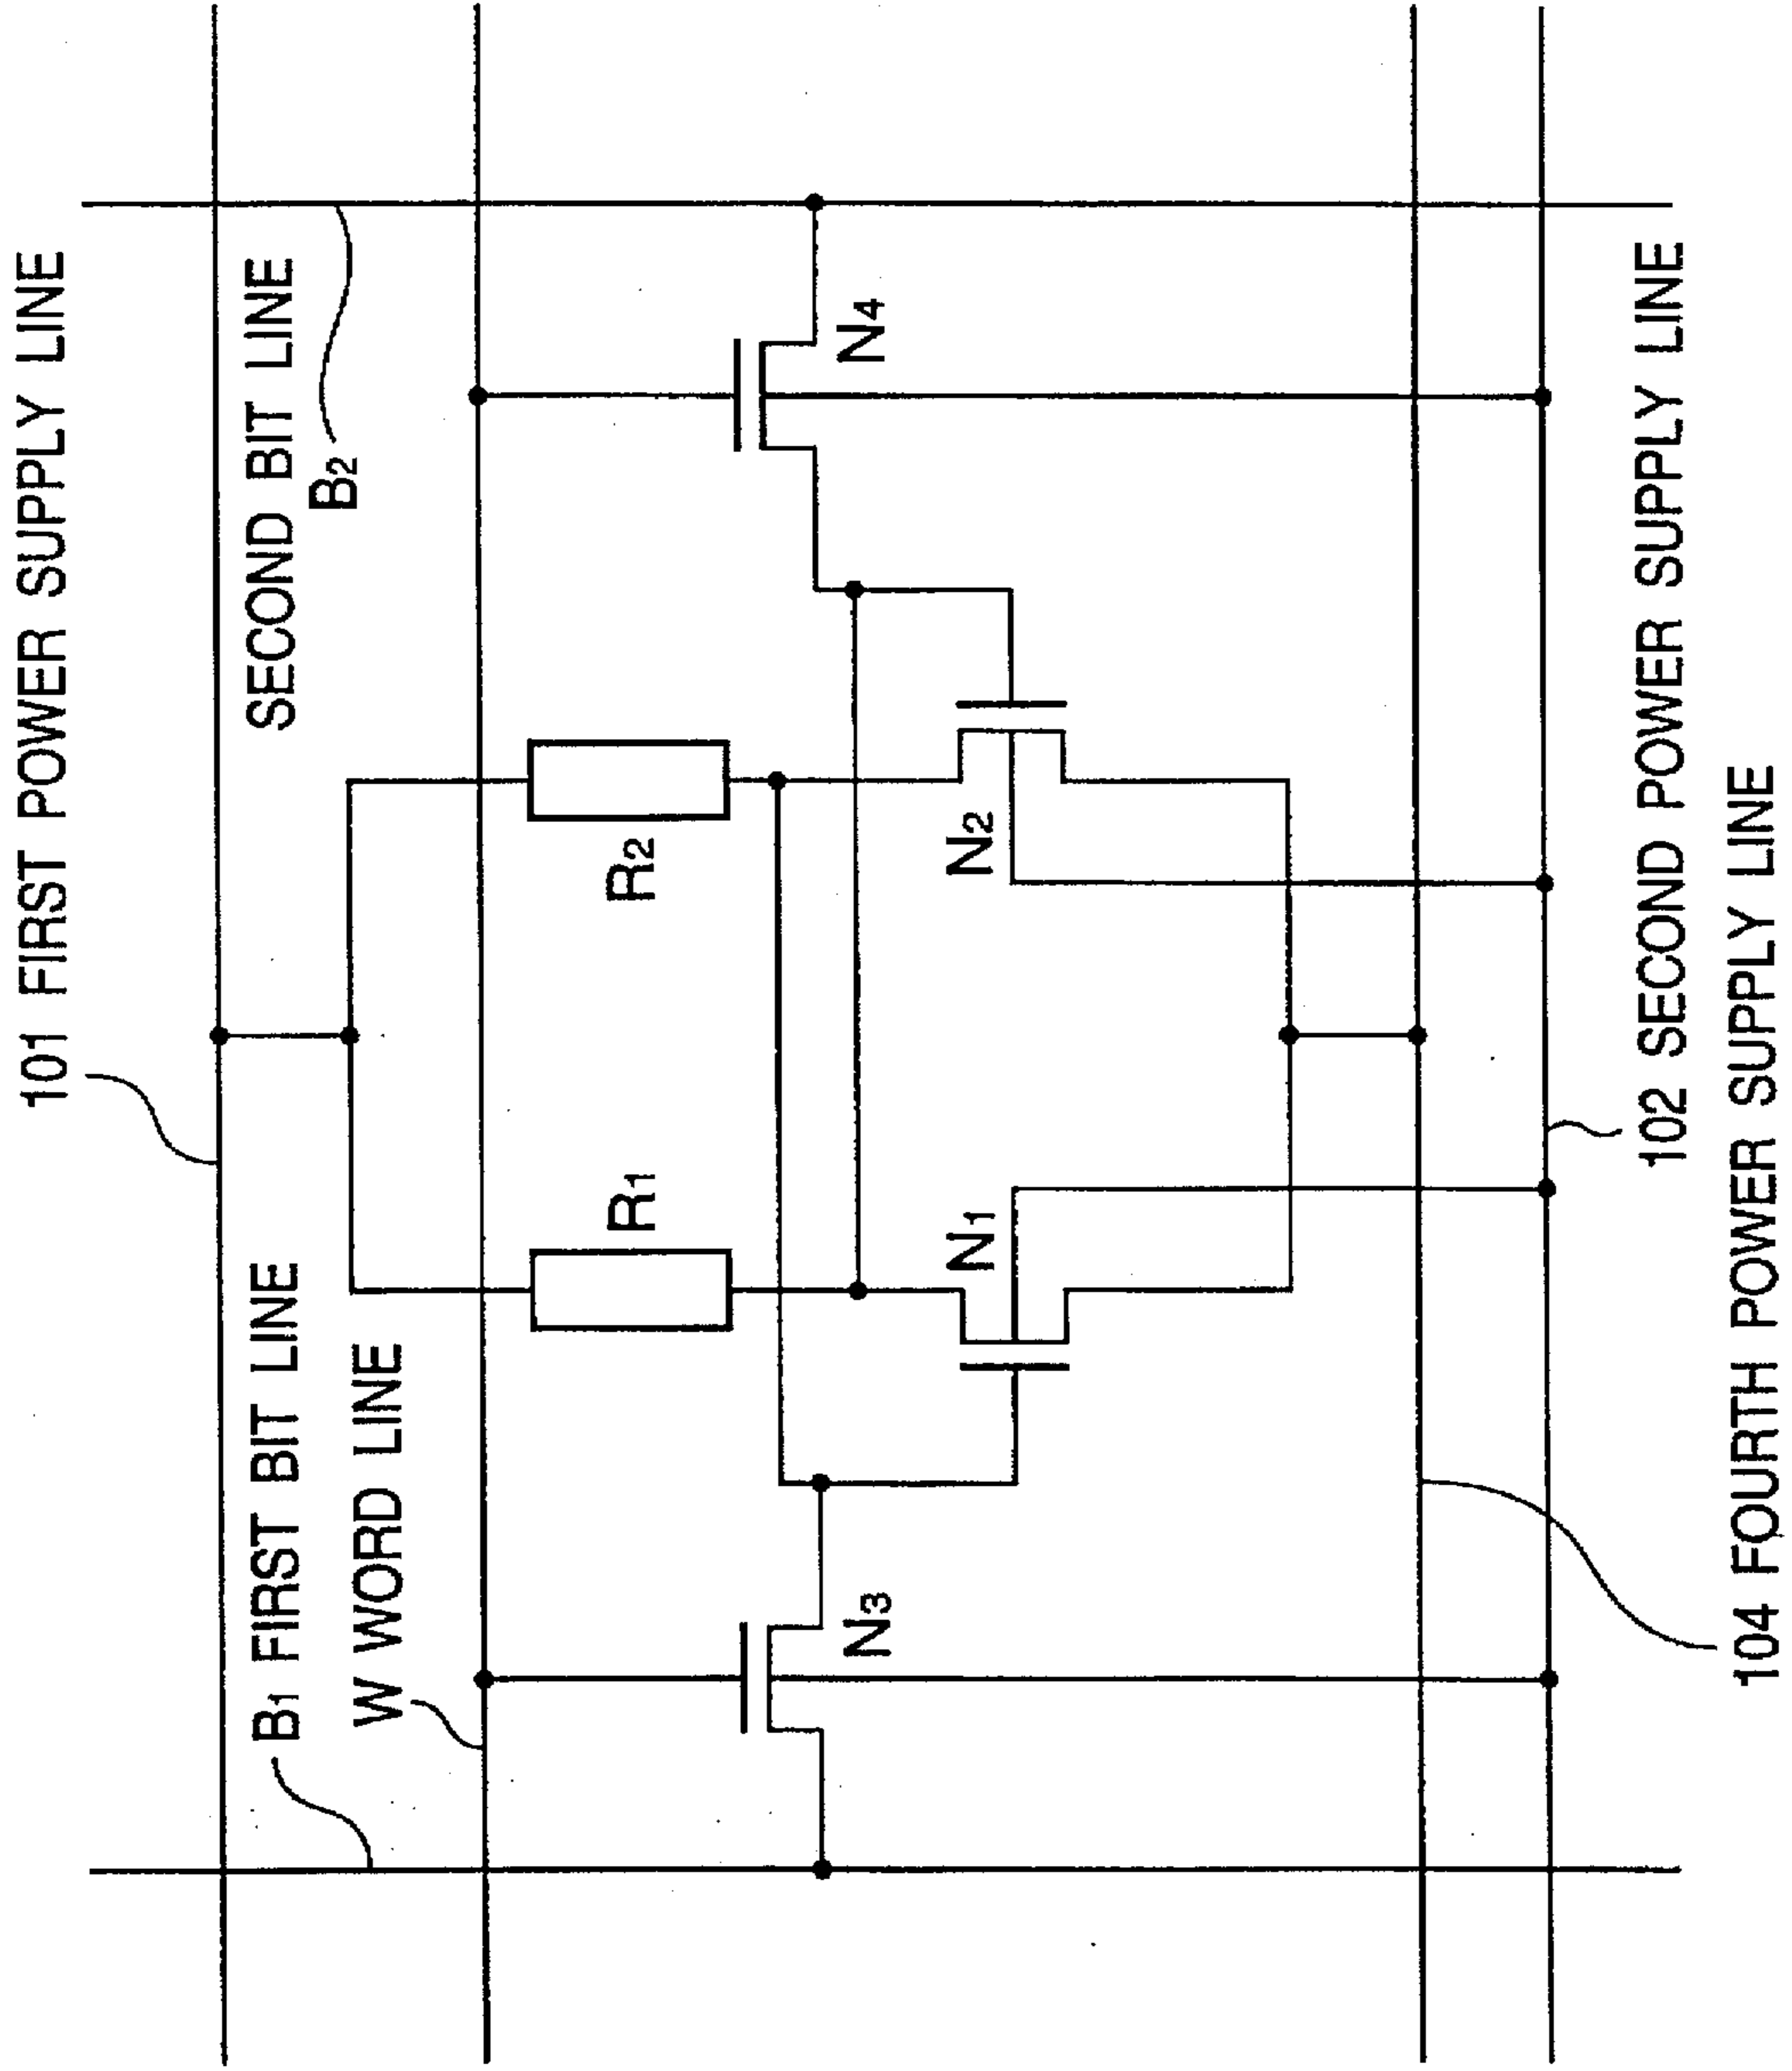 101 FIRST POWER SUPPLY LINE
B1 FIRST BIT LINE
SECOND BIT LINE
W WORD LINE
B2
R1
R2
N3
N4
N1
N2
102 SECOND POWER SUPPLY LINE
104 FOURTH POWER SUPPLY LINE